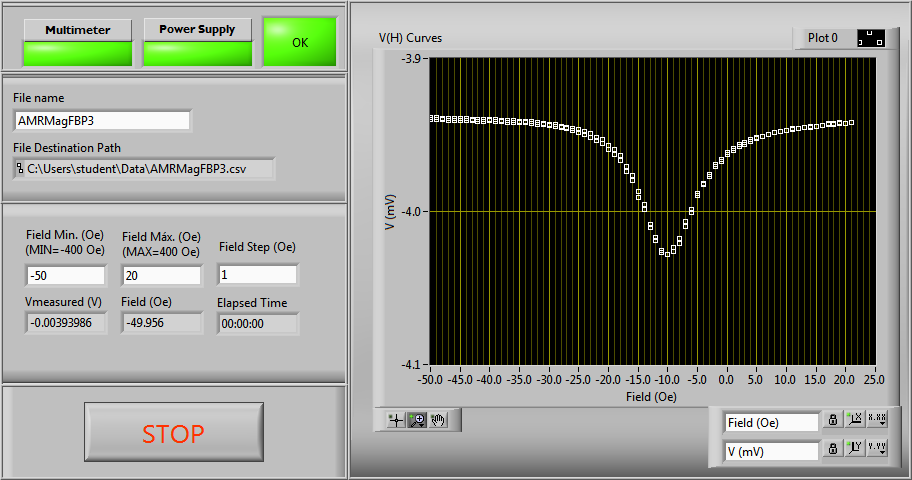 Multimeter
Power Supply
OK
File name
AMRMagFBP3
File Destination Path
C:\Users\student\Data\AMRMagFBP3.csv
Field Min. (Oe)
(MIN=-400 Oe)
Field Máx. (Oe)
(MAX=400 Oe)
Field Step (Oe)
-50
20
1
Vmeasured (V)
Field (Oe)
Elapsed Time
-0.00393986
-49.956
00:00:00
STOP
V(H) Curves
Plot 0
-3.9
-4.0
-4.1
V (mV)
-50.0 -45.0 -40.0 -35.0 -30.0 -25.0 -20.0 -15.0 -10.0 -5.0 0.0 5.0 10.0 15.0 20.0 25.0
Field (Oe)
Field (Oe)
X
X.XX
V (mV)
Y
Y.YY